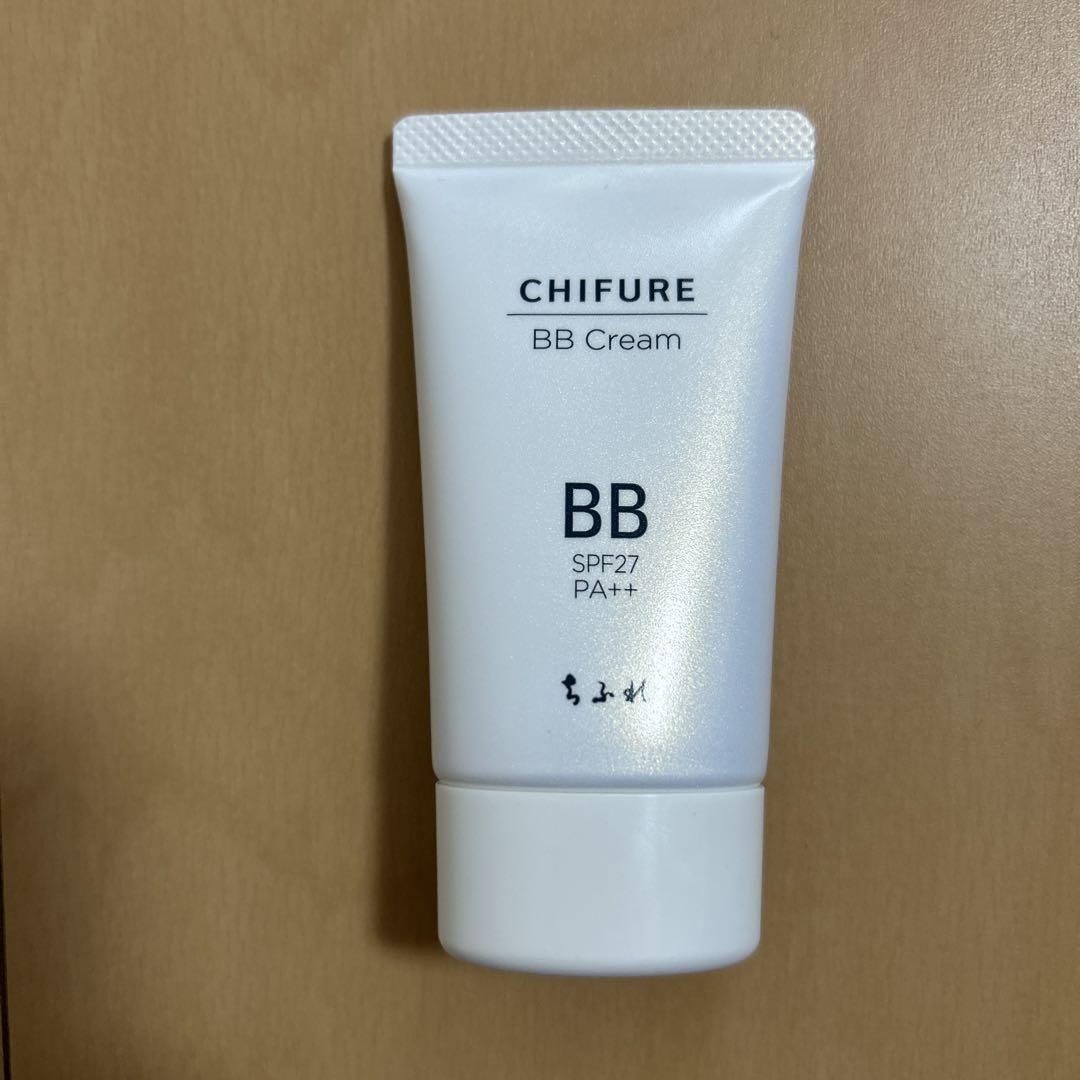 CHIFURE
BB Cream
BB
SPF27
PA++
ちふれ